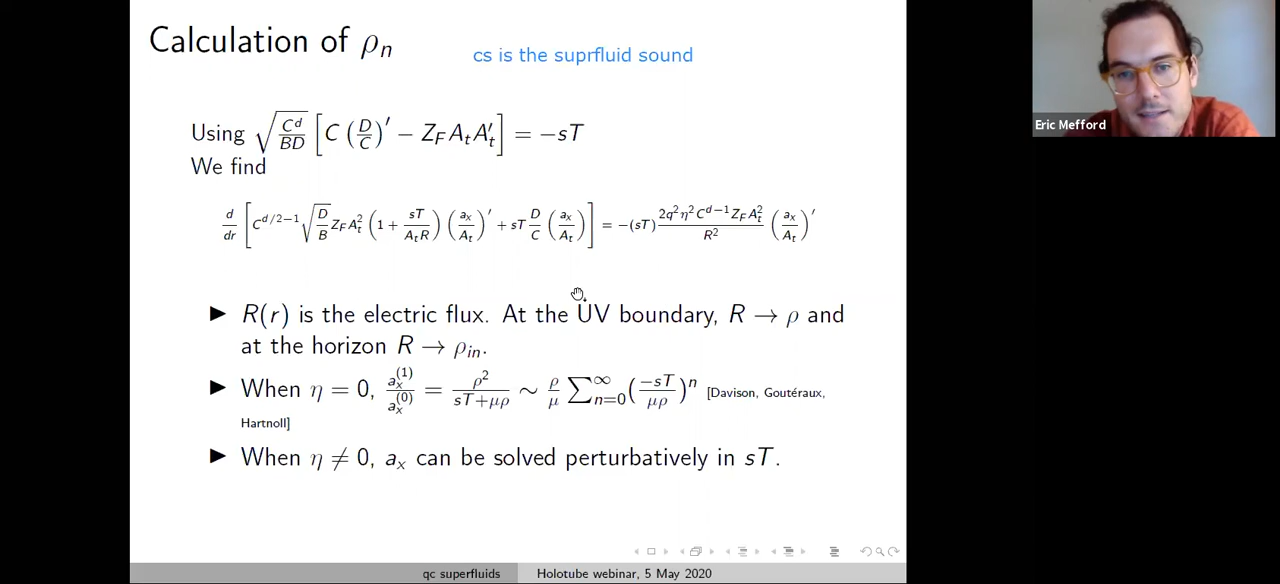 Calculation of ρₙ
cs is the suprfluid sound
Eric Mefford
Using √(C^d/BD) [C (D/C)′ − Z_F A_t A′_t] = −sT
We find
d/dr [C^{d/2−1} √(D/B) Z_F A_t² (1 + sT/(A_t R)) (a_x/A_t)′ + sT D/C (a_x/A_t)] = −(sT) (2q²η²C^{d−1}Z_F A_t²)/R² (a_x/A_t)′
▶ R(r) is the electric flux. At the UV boundary, R → ρ and
at the horizon R → ρ_in.
▶ When η = 0, a_x^(1)/a_x^(0) = ρ²/(sT+μρ) ∼ ρ/μ ∑_{n=0}^∞ (−sT/μρ)^n [Davison, Goutéraux,
Hartnoll]
▶ When η ≠ 0, a_x can be solved perturbatively in sT.
qc superfluids
Holotube webinar, 5 May 2020